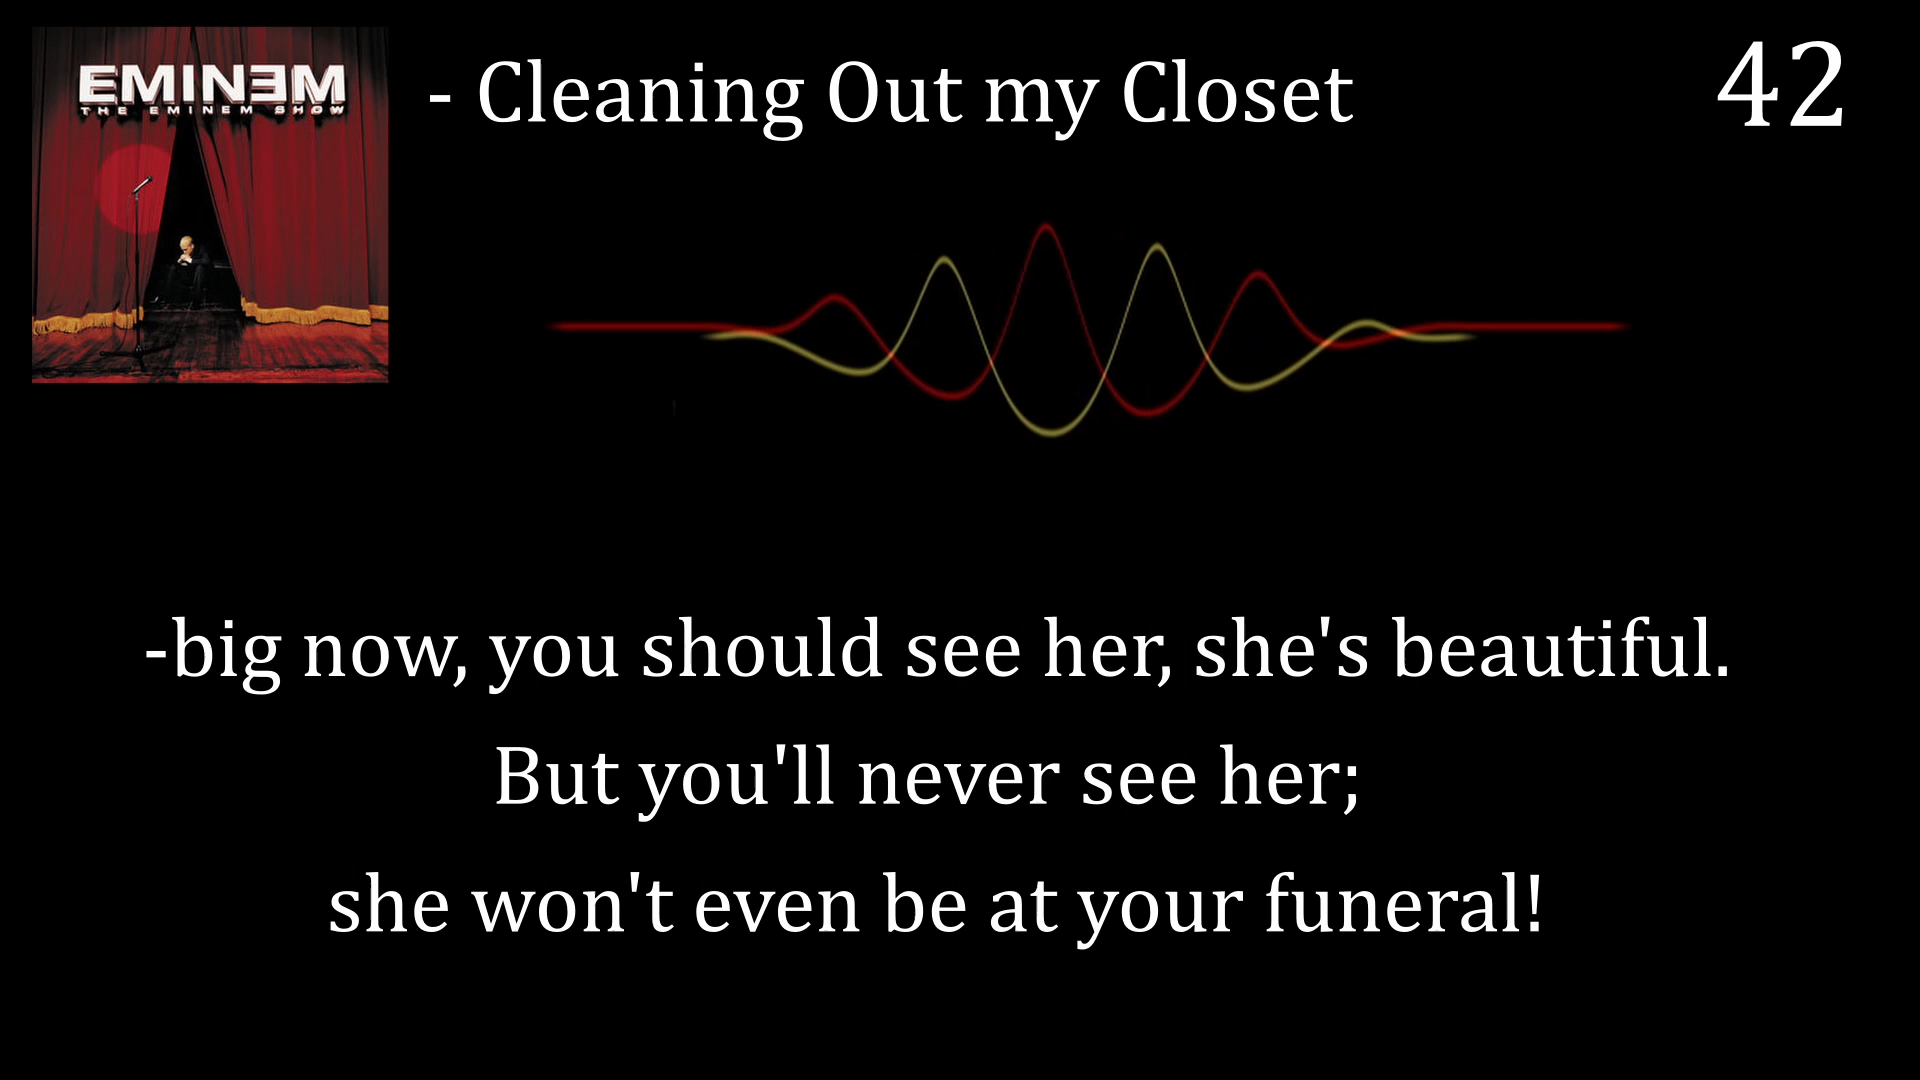 EMINEM
THE EMINEM SHOW
- Cleaning Out my Closet
42
-big now, you should see her, she's beautiful.
But you'll never see her;
she won't even be at your funeral!